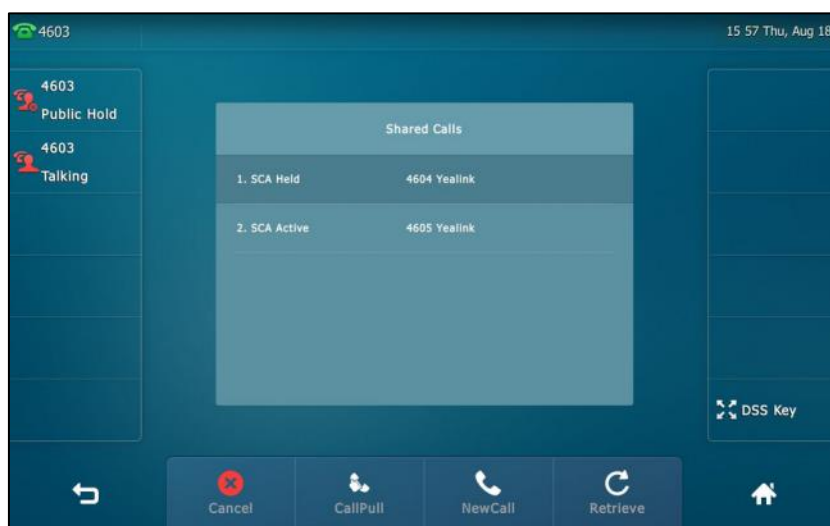 4603
15 57 Thu, Aug 18
4603
Public Hold
4603
Talking
Shared Calls
1. SCA Held 4604 Yealink
2. SCA Active 4605 Yealink
DSS Key
Cancel CallPull NewCall Retrieve